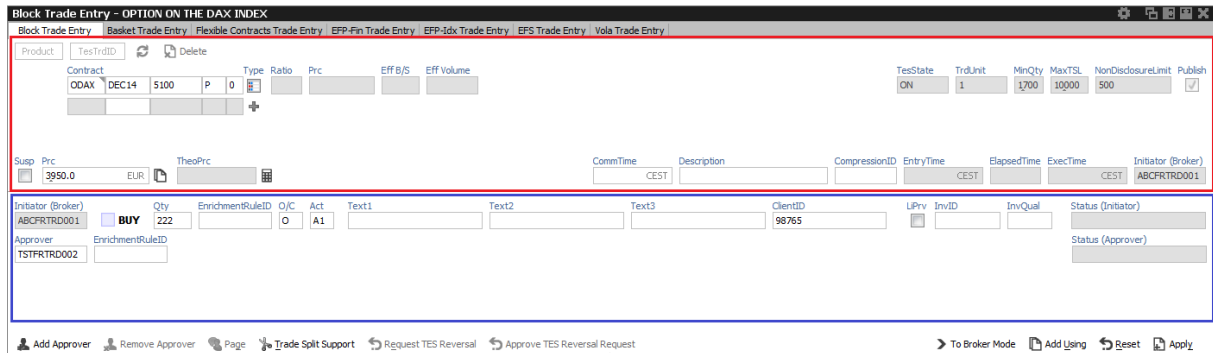 Block Trade Entry - OPTION ON THE DAX INDEX
Block Trade Entry Basket Trade Entry Flexible Contracts Trade Entry EFP-Fin Trade Entry EFP-Idx Trade Entry EFS Trade Entry Vola Trade Entry
Product TesTrdID Delete
Contract Type Ratio Prc Eff B/S Eff Volume TesState TrdUnit MinQty MaxTSL NonDisclosureLimit Publish
ODAX DEC14 5100 P 0 ON 1 1700 10000 500
Susp Prc TheoPrc CommTime Description CompressionID EntryTime ElapsedTime ExecTime Initiator (Broker)
3950.0 EUR CEST CEST CEST ABCFRTRD001
Initiator (Broker) Qty EnrichmentRuleID O/C Act Text1 Text2 Text3 ClientID LiPrv InvID InvQual Status (Initiator)
ABCFRTRD001 BUY 222 O A1 98765
Approver EnrichmentRuleID Status (Approver)
TSTFRTRD002
Add Approver Remove Approver Page Trade Split Support Request TES Reversal Approve TES Reversal Request To Broker Mode Add Using Reset Apply